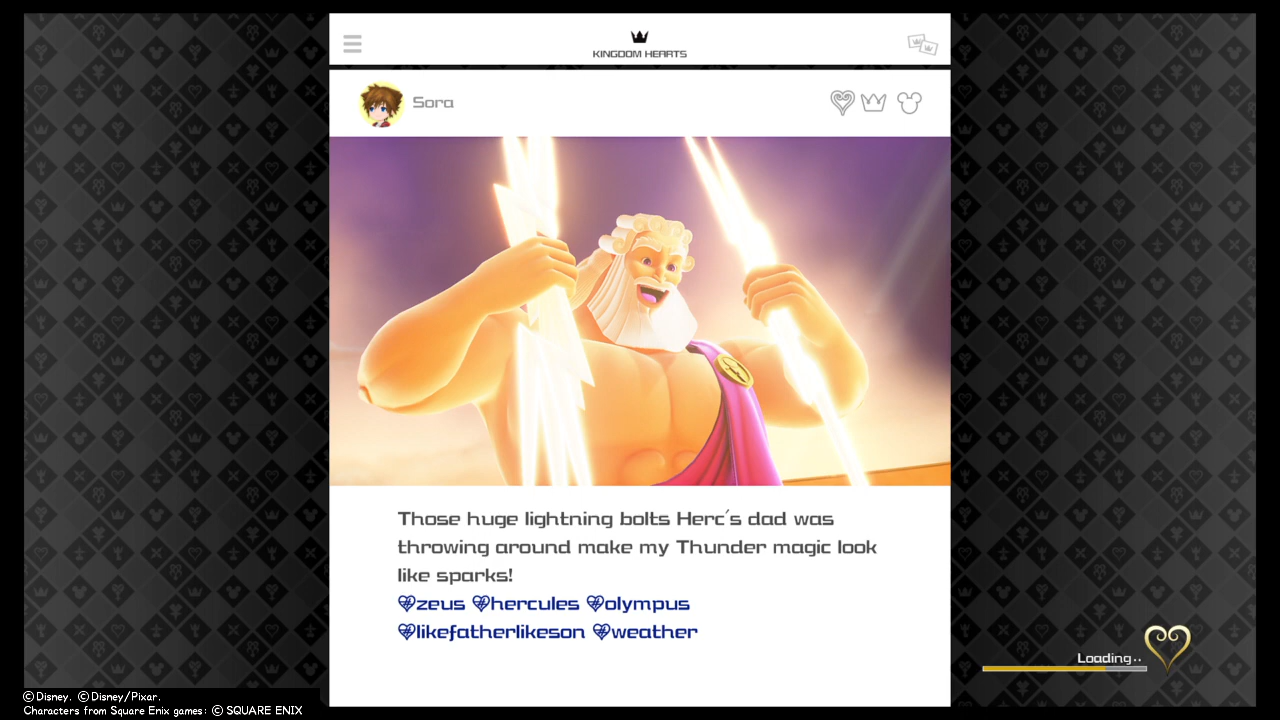 KINGDOM HEARTS
Sora
Those huge lightning bolts Herc's dad was
throwing around make my Thunder magic look
like sparks!
zeus hercules olympus
likefatherlikeson weather
Loading..
©Disney. ©Disney/Pixar.
Characters from Square Enix games: © SQUARE ENIX